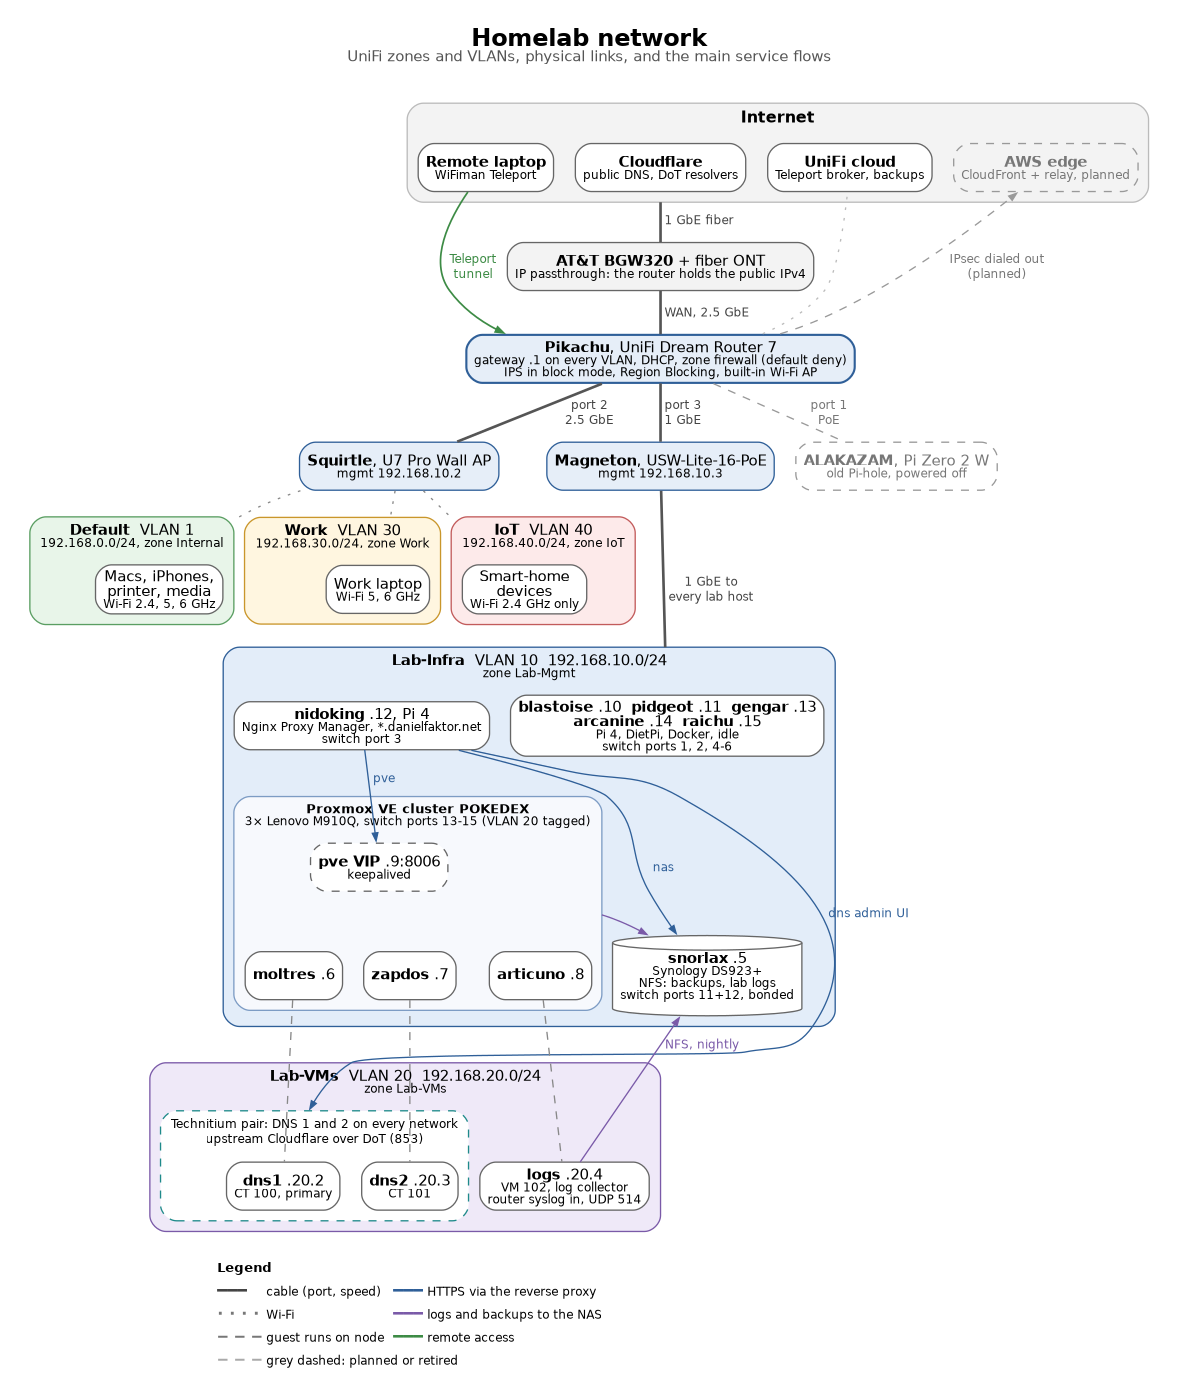 Homelab network
UniFi zones and VLANs, physical links, and the main service flows
Internet
Remote laptop
WiFiman Teleport
Cloudflare
public DNS, DoT resolvers
UniFi cloud
Teleport broker, backups
AWS edge
CloudFront + relay, planned
1 GbE fiber
Teleport
tunnel
AT&T BGW320 + fiber ONT
IP passthrough: the router holds the public IPv4
IPsec dialed out
(planned)
WAN, 2.5 GbE
Pikachu, UniFi Dream Router 7
gateway .1 on every VLAN, DHCP, zone firewall (default deny)
IPS in block mode, Region Blocking, built-in Wi-Fi AP
port 2
2.5 GbE
port 3
1 GbE
port 1
PoE
Squirtle, U7 Pro Wall AP
mgmt 192.168.10.2
Magneton, USW-Lite-16-PoE
mgmt 192.168.10.3
ALAKAZAM, Pi Zero 2 W
old Pi-hole, powered off
Default VLAN 1
192.168.0.0/24, zone Internal
Macs, iPhones,
printer, media
Wi-Fi 2.4, 5, 6 GHz
Work VLAN 30
192.168.30.0/24, zone Work
Work laptop
Wi-Fi 5, 6 GHz
IoT VLAN 40
192.168.40.0/24, zone IoT
Smart-home
devices
Wi-Fi 2.4 GHz only
1 GbE to
every lab host
Lab-Infra VLAN 10 192.168.10.0/24
zone Lab-Mgmt
nidoking .12, Pi 4
Nginx Proxy Manager, *.danielfaktor.net
switch port 3
blastoise .10 pidgeot .11 gengar .13
arcanine .14 raichu .15
Pi 4, DietPi, Docker, idle
switch ports 1, 2, 4-6
pve
Proxmox VE cluster POKEDEX
3× Lenovo M910Q, switch ports 13-15 (VLAN 20 tagged)
pve VIP .9:8006
keepalived
nas
dns admin UI
moltres .6
zapdos .7
articuno .8
snorlax .5
Synology DS923+
NFS: backups, lab logs
switch ports 11+12, bonded
NFS, nightly
Lab-VMs VLAN 20 192.168.20.0/24
zone Lab-VMs
Technitium pair: DNS 1 and 2 on every network
upstream Cloudflare over DoT (853)
dns1 .20.2
CT 100, primary
dns2 .20.3
CT 101
logs .20.4
VM 102, log collector
router syslog in, UDP 514
Legend
cable (port, speed)
HTTPS via the reverse proxy
Wi-Fi
logs and backups to the NAS
guest runs on node
remote access
grey dashed: planned or retired